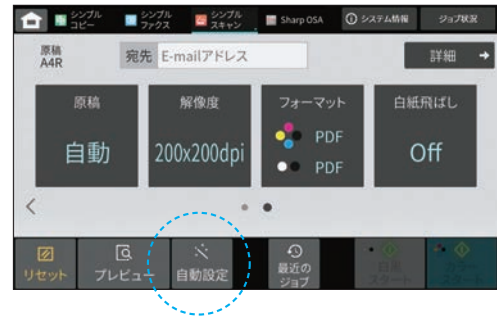 シンプル
コピー
シンプル
ファクス
シンプル
スキャン
Sharp OSA
システム情報
ジョブ状況
原稿
A4R
宛先
E-mailアドレス
詳細
原稿
自動
解像度
200x200dpi
フォーマット
PDF
PDF
白紙飛ばし
Off
リセット
プレビュー
自動設定
最近の
ジョブ
スタート